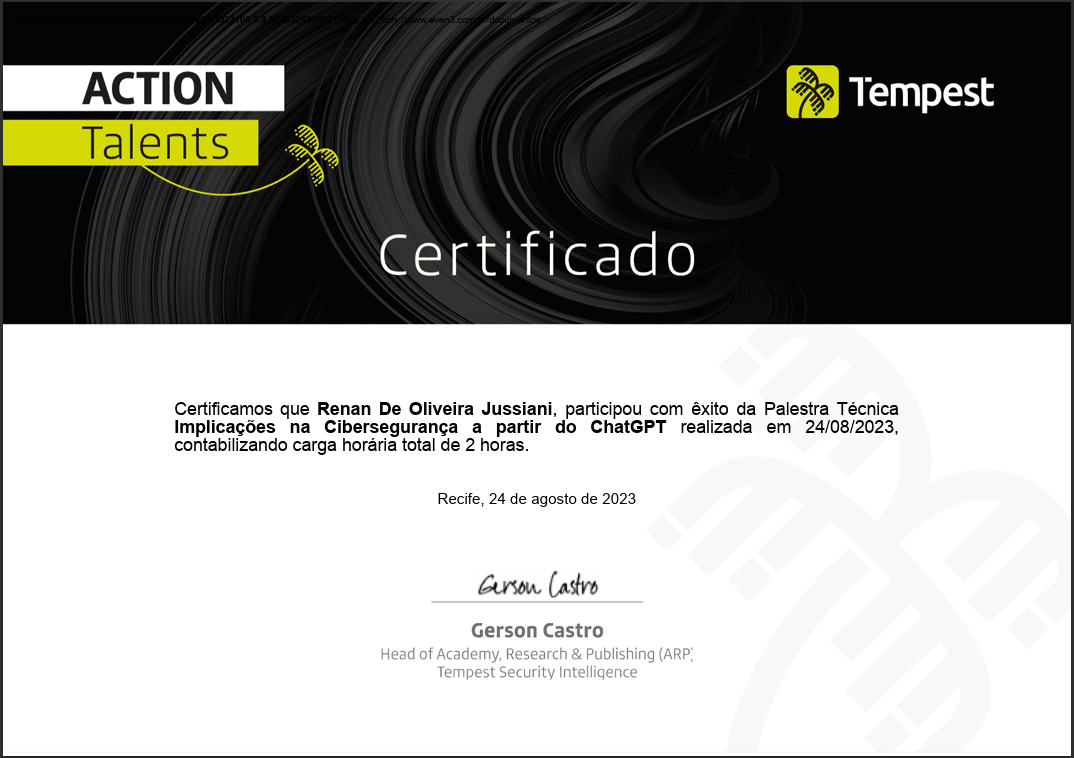 https://www.even3.com.br/documentos
ACTION
Talents
Tempest
Certificado
Certificamos que Renan De Oliveira Jussiani, participou com êxito da Palestra Técnica
Implicações na Cibersegurança a partir do ChatGPT realizada em 24/08/2023,
contabilizando carga horária total de 2 horas.
Recife, 24 de agosto de 2023
Gerson Castro
Gerson Castro
Head of Academy, Research & Publishing (ARP)
Tempest Security Intelligence